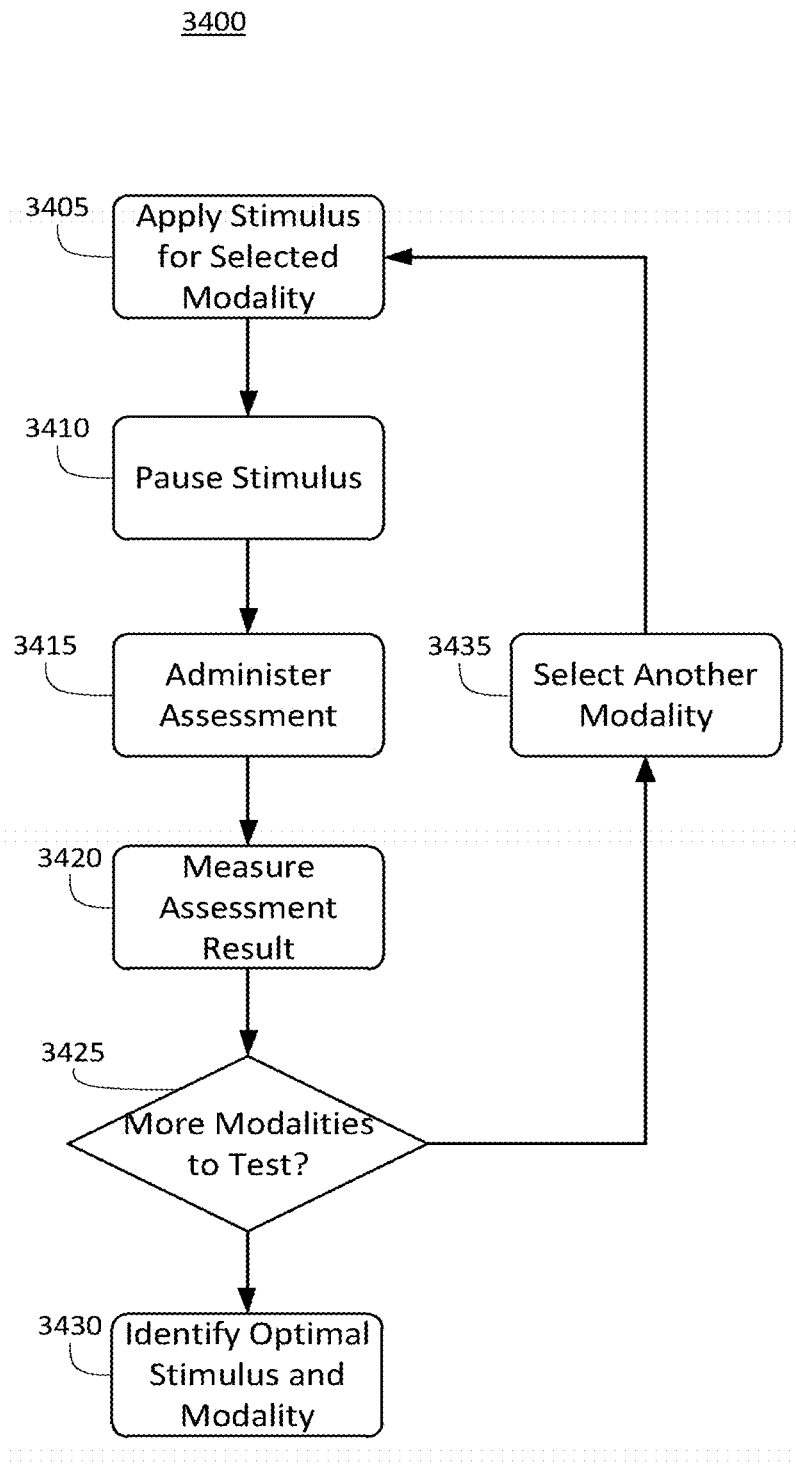 3400
3405
Apply Stimulus
for Selected
Modality
3410
Pause Stimulus
3415
Administer
Assessment
3435
Select Another
Modality
3420
Measure
Assessment
Result
3425
More Modalities
to Test?
3430
Identify Optimal
Stimulus and
Modality